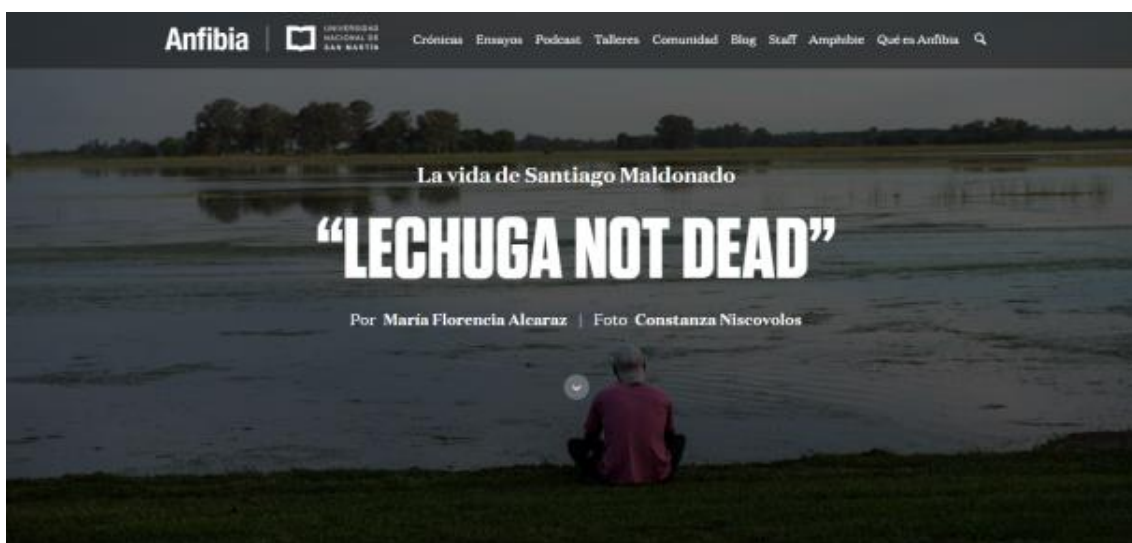 Anfibia
UNIVERSIDAD
NACIONAL DE
SAN MARTÍN
Crónicas Ensayos Podcast Talleres Comunidad Blog Staff Amphibie Qué es Anfibia
La vida de Santiago Maldonado
“LECHUGA NOT DEAD”
Por María Florencia Alcaraz | Foto Constanza Niscovolos